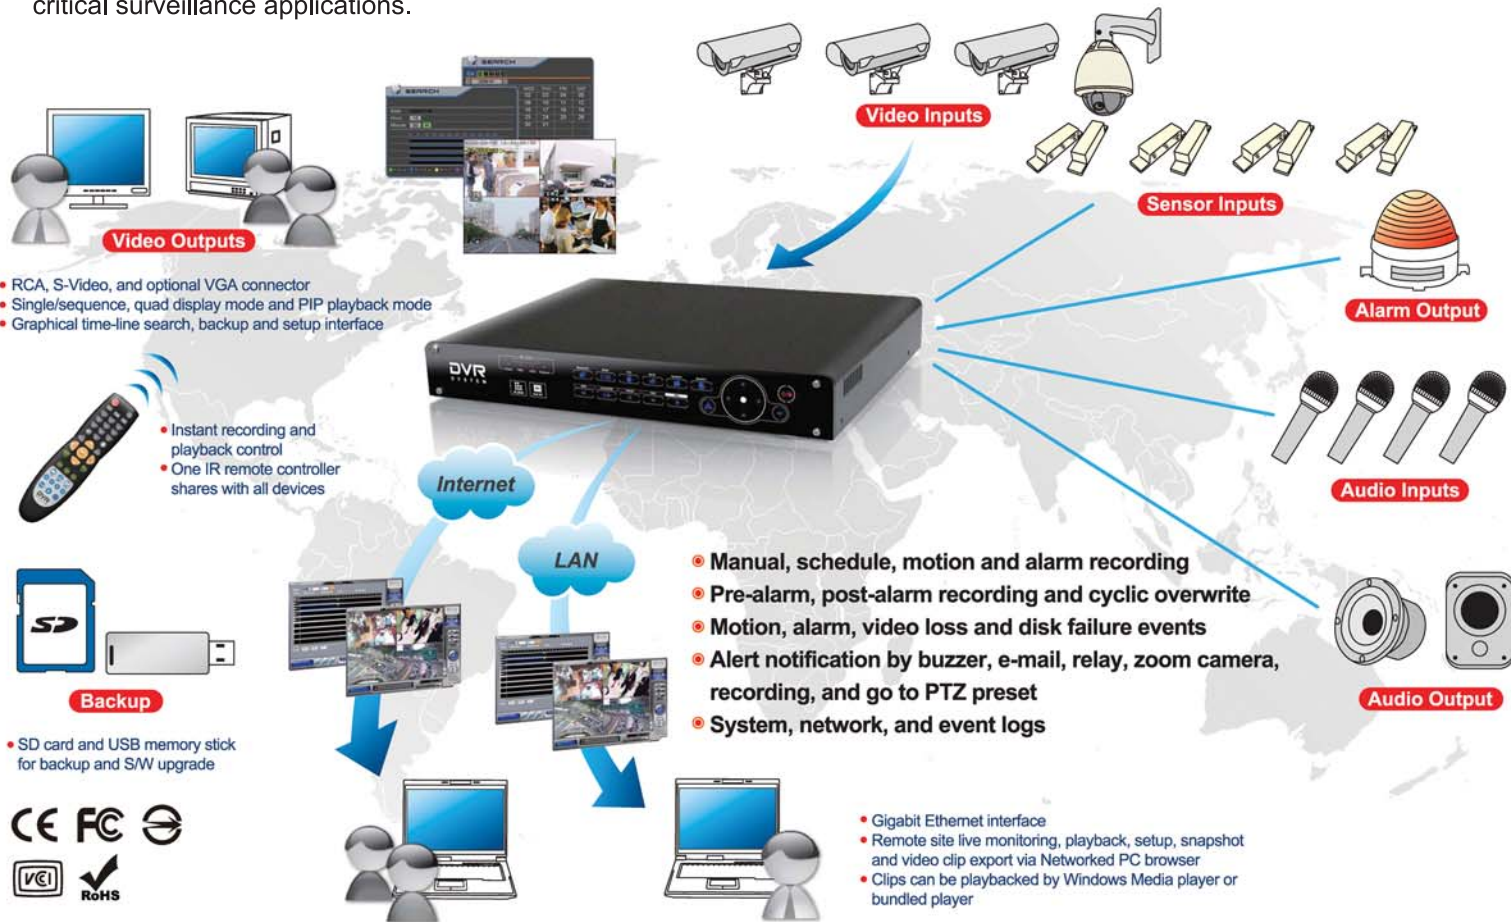 critical surveillance applications.
SEARCH
SEARCH
Video Inputs
Sensor Inputs
Video Outputs
Alarm Output
• RCA, S-Video, and optional VGA connector
• Single/sequence, quad display mode and PIP playback mode
• Graphical time-line search, backup and setup interface
DVR
SYSTEM
• Instant recording and
playback control
• One IR remote controller
shares with all devices
Internet
Audio Inputs
LAN
Manual, schedule, motion and alarm recording
Pre-alarm, post-alarm recording and cyclic overwrite
Motion, alarm, video loss and disk failure events
Alert notification by buzzer, e-mail, relay, zoom camera,
recording, and go to PTZ preset
System, network, and event logs
SD
Backup
Audio Output
• SD card and USB memory stick
for backup and S/W upgrade
CE FC
VCI
RoHS
• Gigabit Ethernet interface
• Remote site live monitoring, playback, setup, snapshot
and video clip export via Networked PC browser
• Clips can be playbacked by Windows Media player or
bundled player